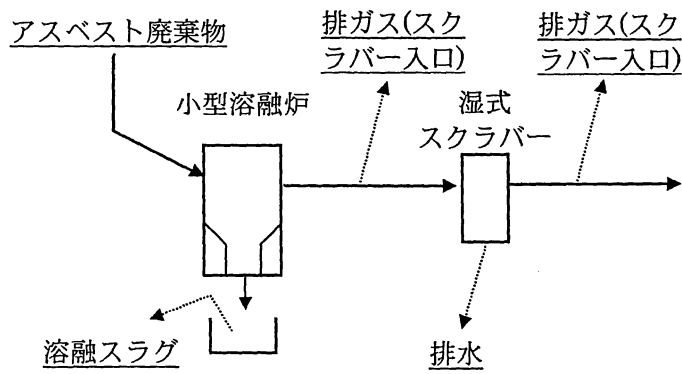 アスベスト廃棄物
排ガス(スク
ラバー入口)
排ガス(スク
ラバー入口)
小型溶融炉
湿式
スクラバー
溶融スラグ
排水